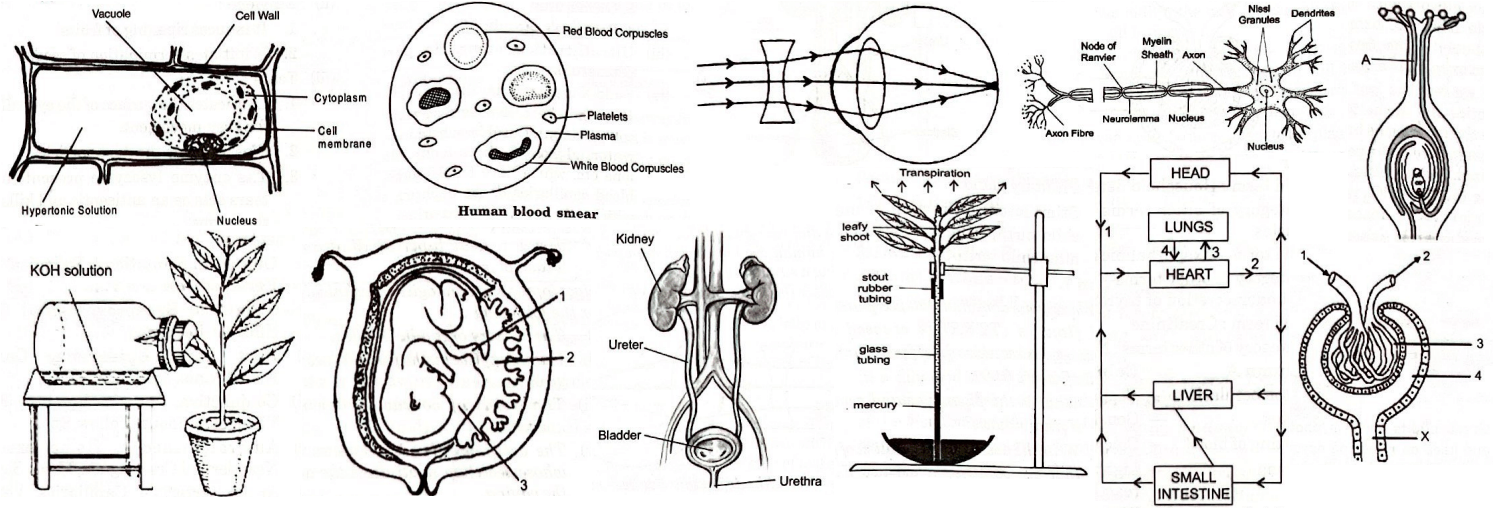 Vacuole
Cell Wall
Cytoplasm
Cell
membrane
Hypertonic Solution
Nucleus
Red Blood Corpuscles
Platelets
Plasma
White Blood Corpuscles
Human blood smear
Node of
Ranvier
Myelin
Sheath
Axon
Nissl
Granules
Dendrites
Axon Fibre
Neurolemma
Nucleus
Nucleus
A
KOH solution
1
2
3
Kidney
Ureter
Bladder
Urethra
Transpiration
leafy
shoot
stout
rubber
tubing
glass
tubing
mercury
HEAD
1
LUNGS
4
3
HEART
2
LIVER
SMALL
INTESTINE
1
2
3
4
X